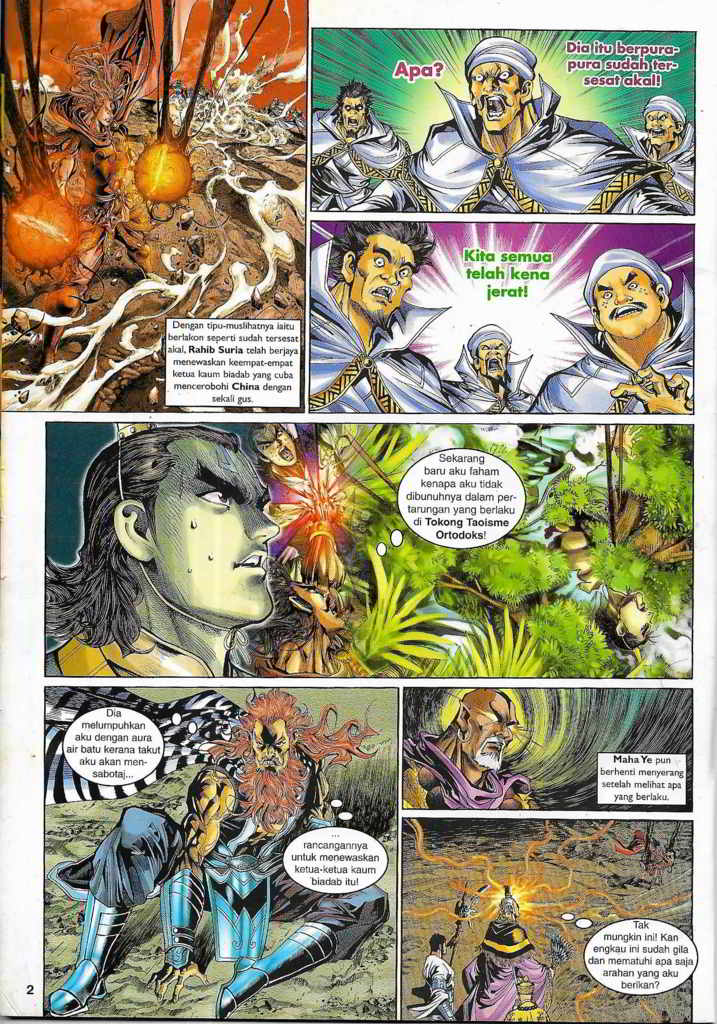 Dengan tipu-muslihatnya iaitu
berlakon seperti sudah tersesat
akal, Rahib Suria telah berjaya
menewaskan keempat-empat
ketua kaum biadab yang cuba
mencerobohi China dengan
sekali gus.
Apa?
Dia itu berpura-
pura sudah ter-
sesat akal!
Kita semua
telah kena
jerat!
Sekarang
baru aku faham
kenapa aku tidak
dibunuhnya dalam per-
tarungan yang berlaku
di Tokong Taoisme
Ortodoks!
Dia
melumpuhkan
aku dengan aura
air batu kerana takut
aku akan men-
sabotaj...
...
rancangannya
untuk menewaskan
ketua-ketua kaum
biadab itu!
Maha Ye pun
berhenti menyerang
setelah melihat apa
yang berlaku.
Tak
mungkin ini! Kan
engkau ini sudah gila
dan mematuhi apa saja
arahan yang aku
berikan?
2